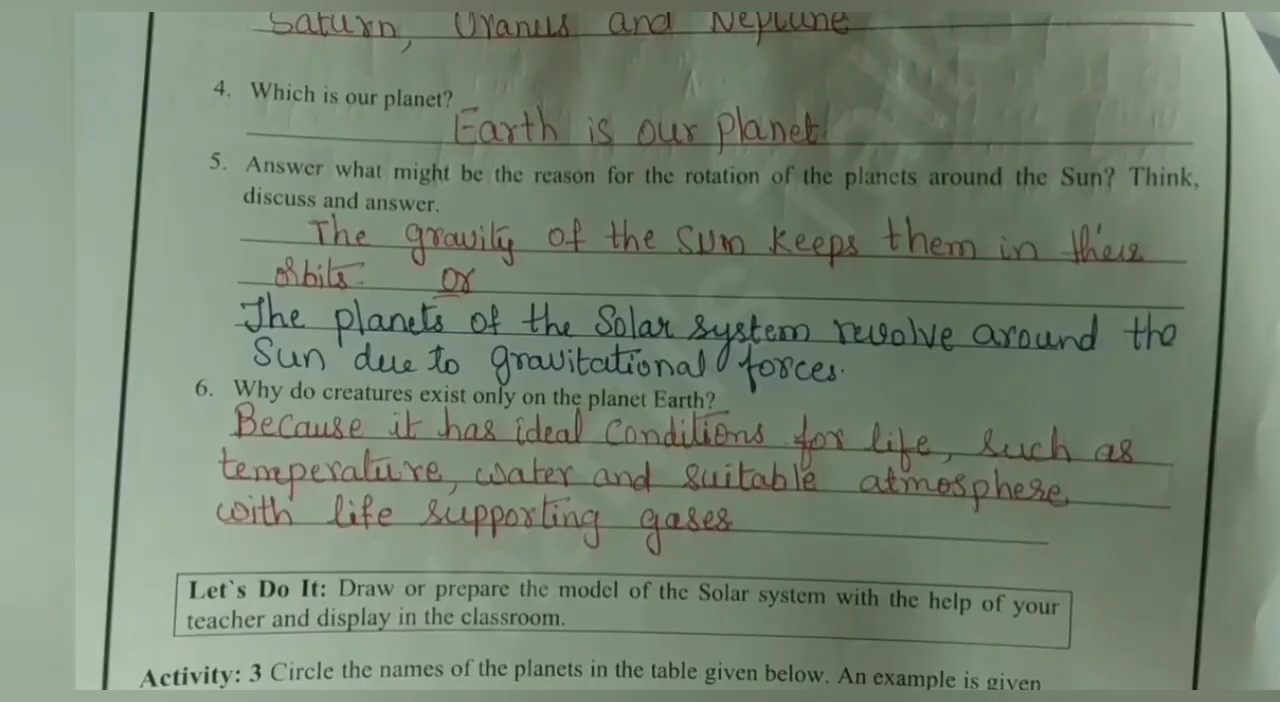 Saturn, Uranus and Neptune
4. Which is our planet?
Earth is our planet.
5. Answer what might be the reason for the rotation of the planets around the Sun? Think,
discuss and answer.
The gravity of the sun keeps them in their
orbits. or
The planets of the Solar system revolve around the
Sun due to gravitational forces.
6. Why do creatures exist only on the planet Earth?
Because it has ideal conditions for life, such as
temperature, water and suitable atmosphere
with life supporting gases
Let`s Do It: Draw or prepare the model of the Solar system with the help of your
teacher and display in the classroom.
Activity: 3 Circle the names of the planets in the table given below. An example is given